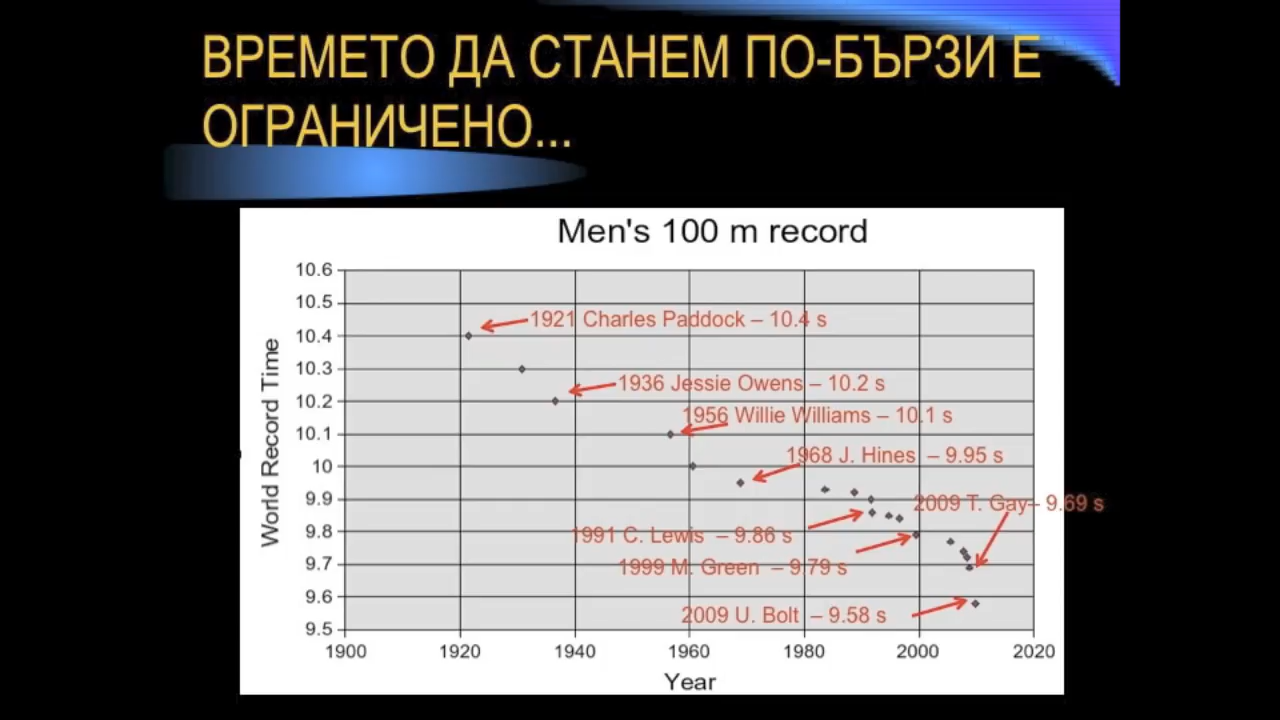 ВРЕМЕТО ДА СТАНЕМ ПО-БЪРЗИ Е
ОГРАНИЧЕНО...
Men's 100 m record
World Record Time
10.6
10.5
10.4
10.3
10.2
10.1
10
9.9
9.8
9.7
9.6
9.5
1921 Charles Paddock – 10.4 s
1936 Jessie Owens – 10.2 s
1956 Willie Williams – 10.1 s
1968 J. Hines – 9.95 s
2009 T. Gay– 9.69 s
1991 C. Lewis – 9.86 s
1999 M. Green – 9.79 s
2009 U. Bolt – 9.58 s
1900 1920 1940 1960 1980 2000 2020
Year